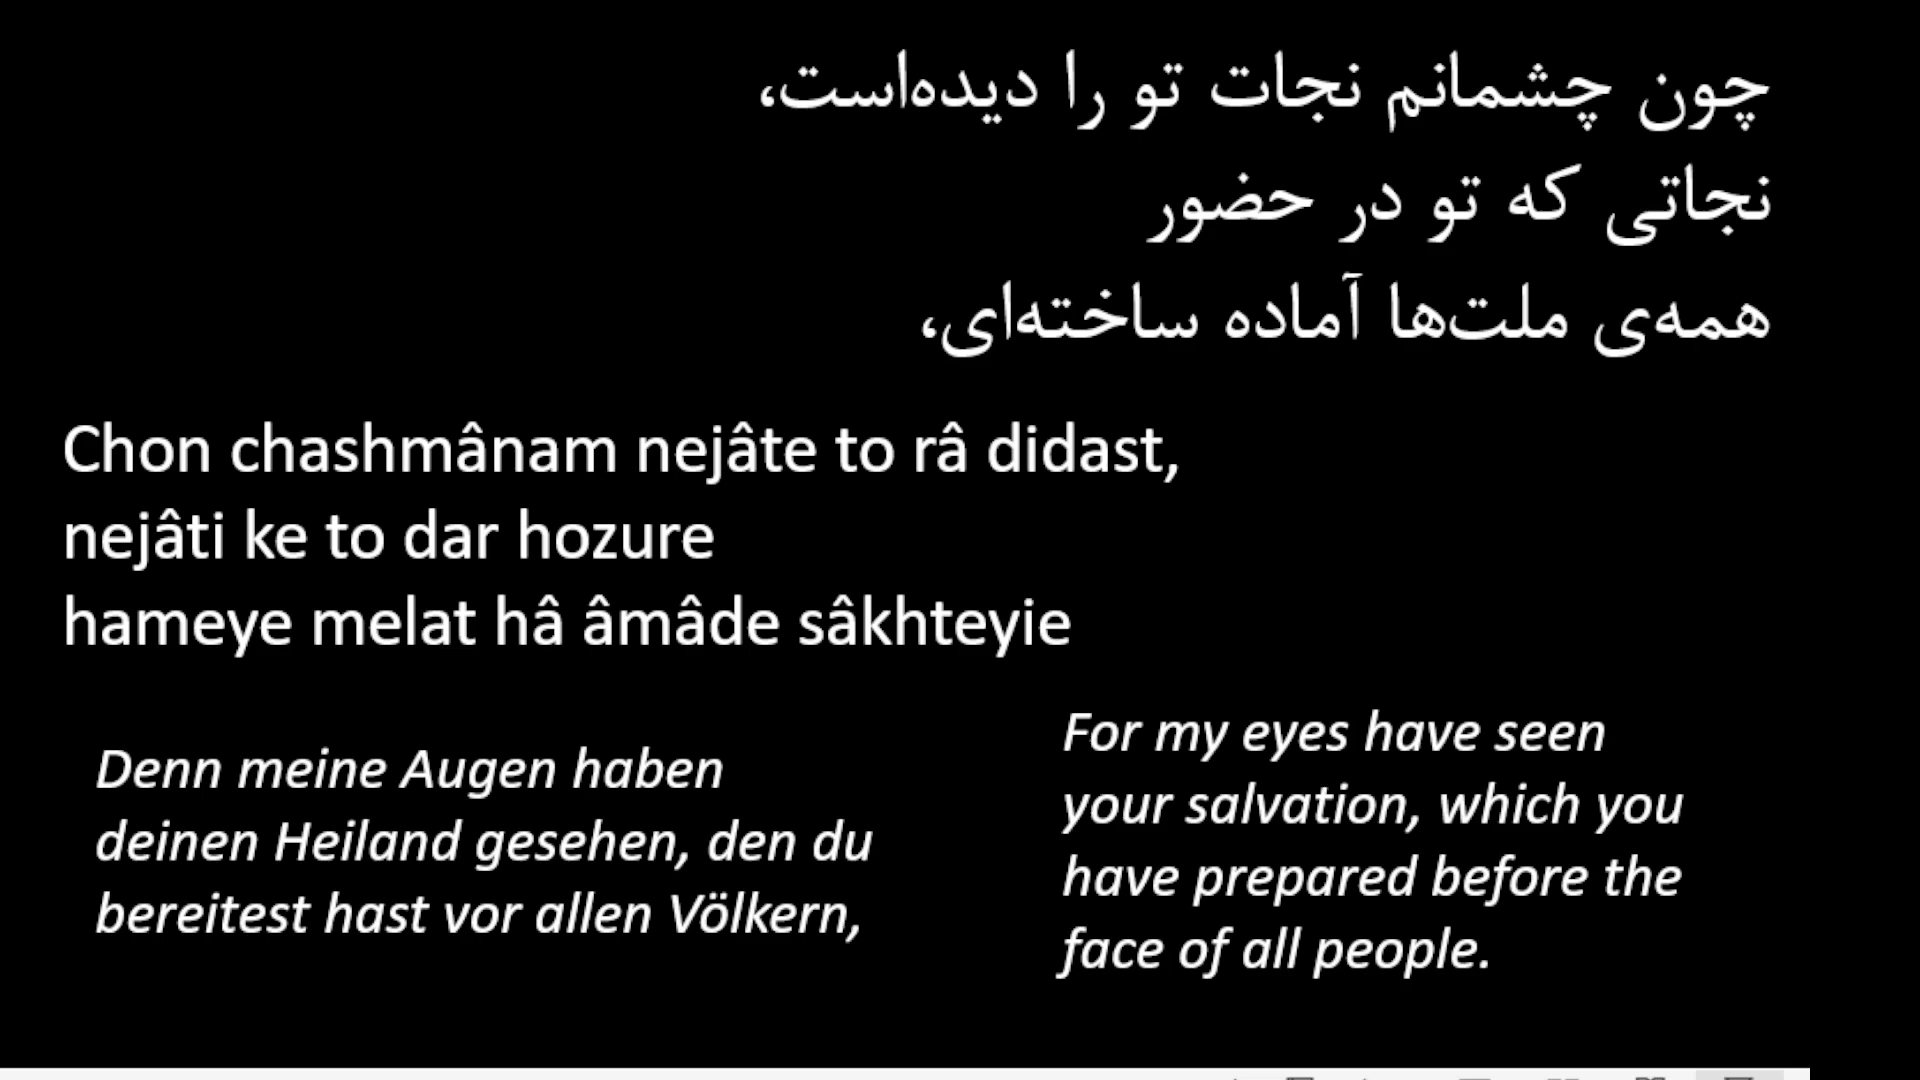 چون چشمانم نجات تو را دیده‌است،
نجاتی که تو در حضور
همه‌ی ملت‌ها آماده ساخته‌ای،
Chon chashmânam nejâte to râ didast,
nejâti ke to dar hozure
hameye melat hâ âmâde sâkhteyie
Denn meine Augen haben
deinen Heiland gesehen, den du
bereitest hast vor allen Völkern,
For my eyes have seen
your salvation, which you
have prepared before the
face of all people.